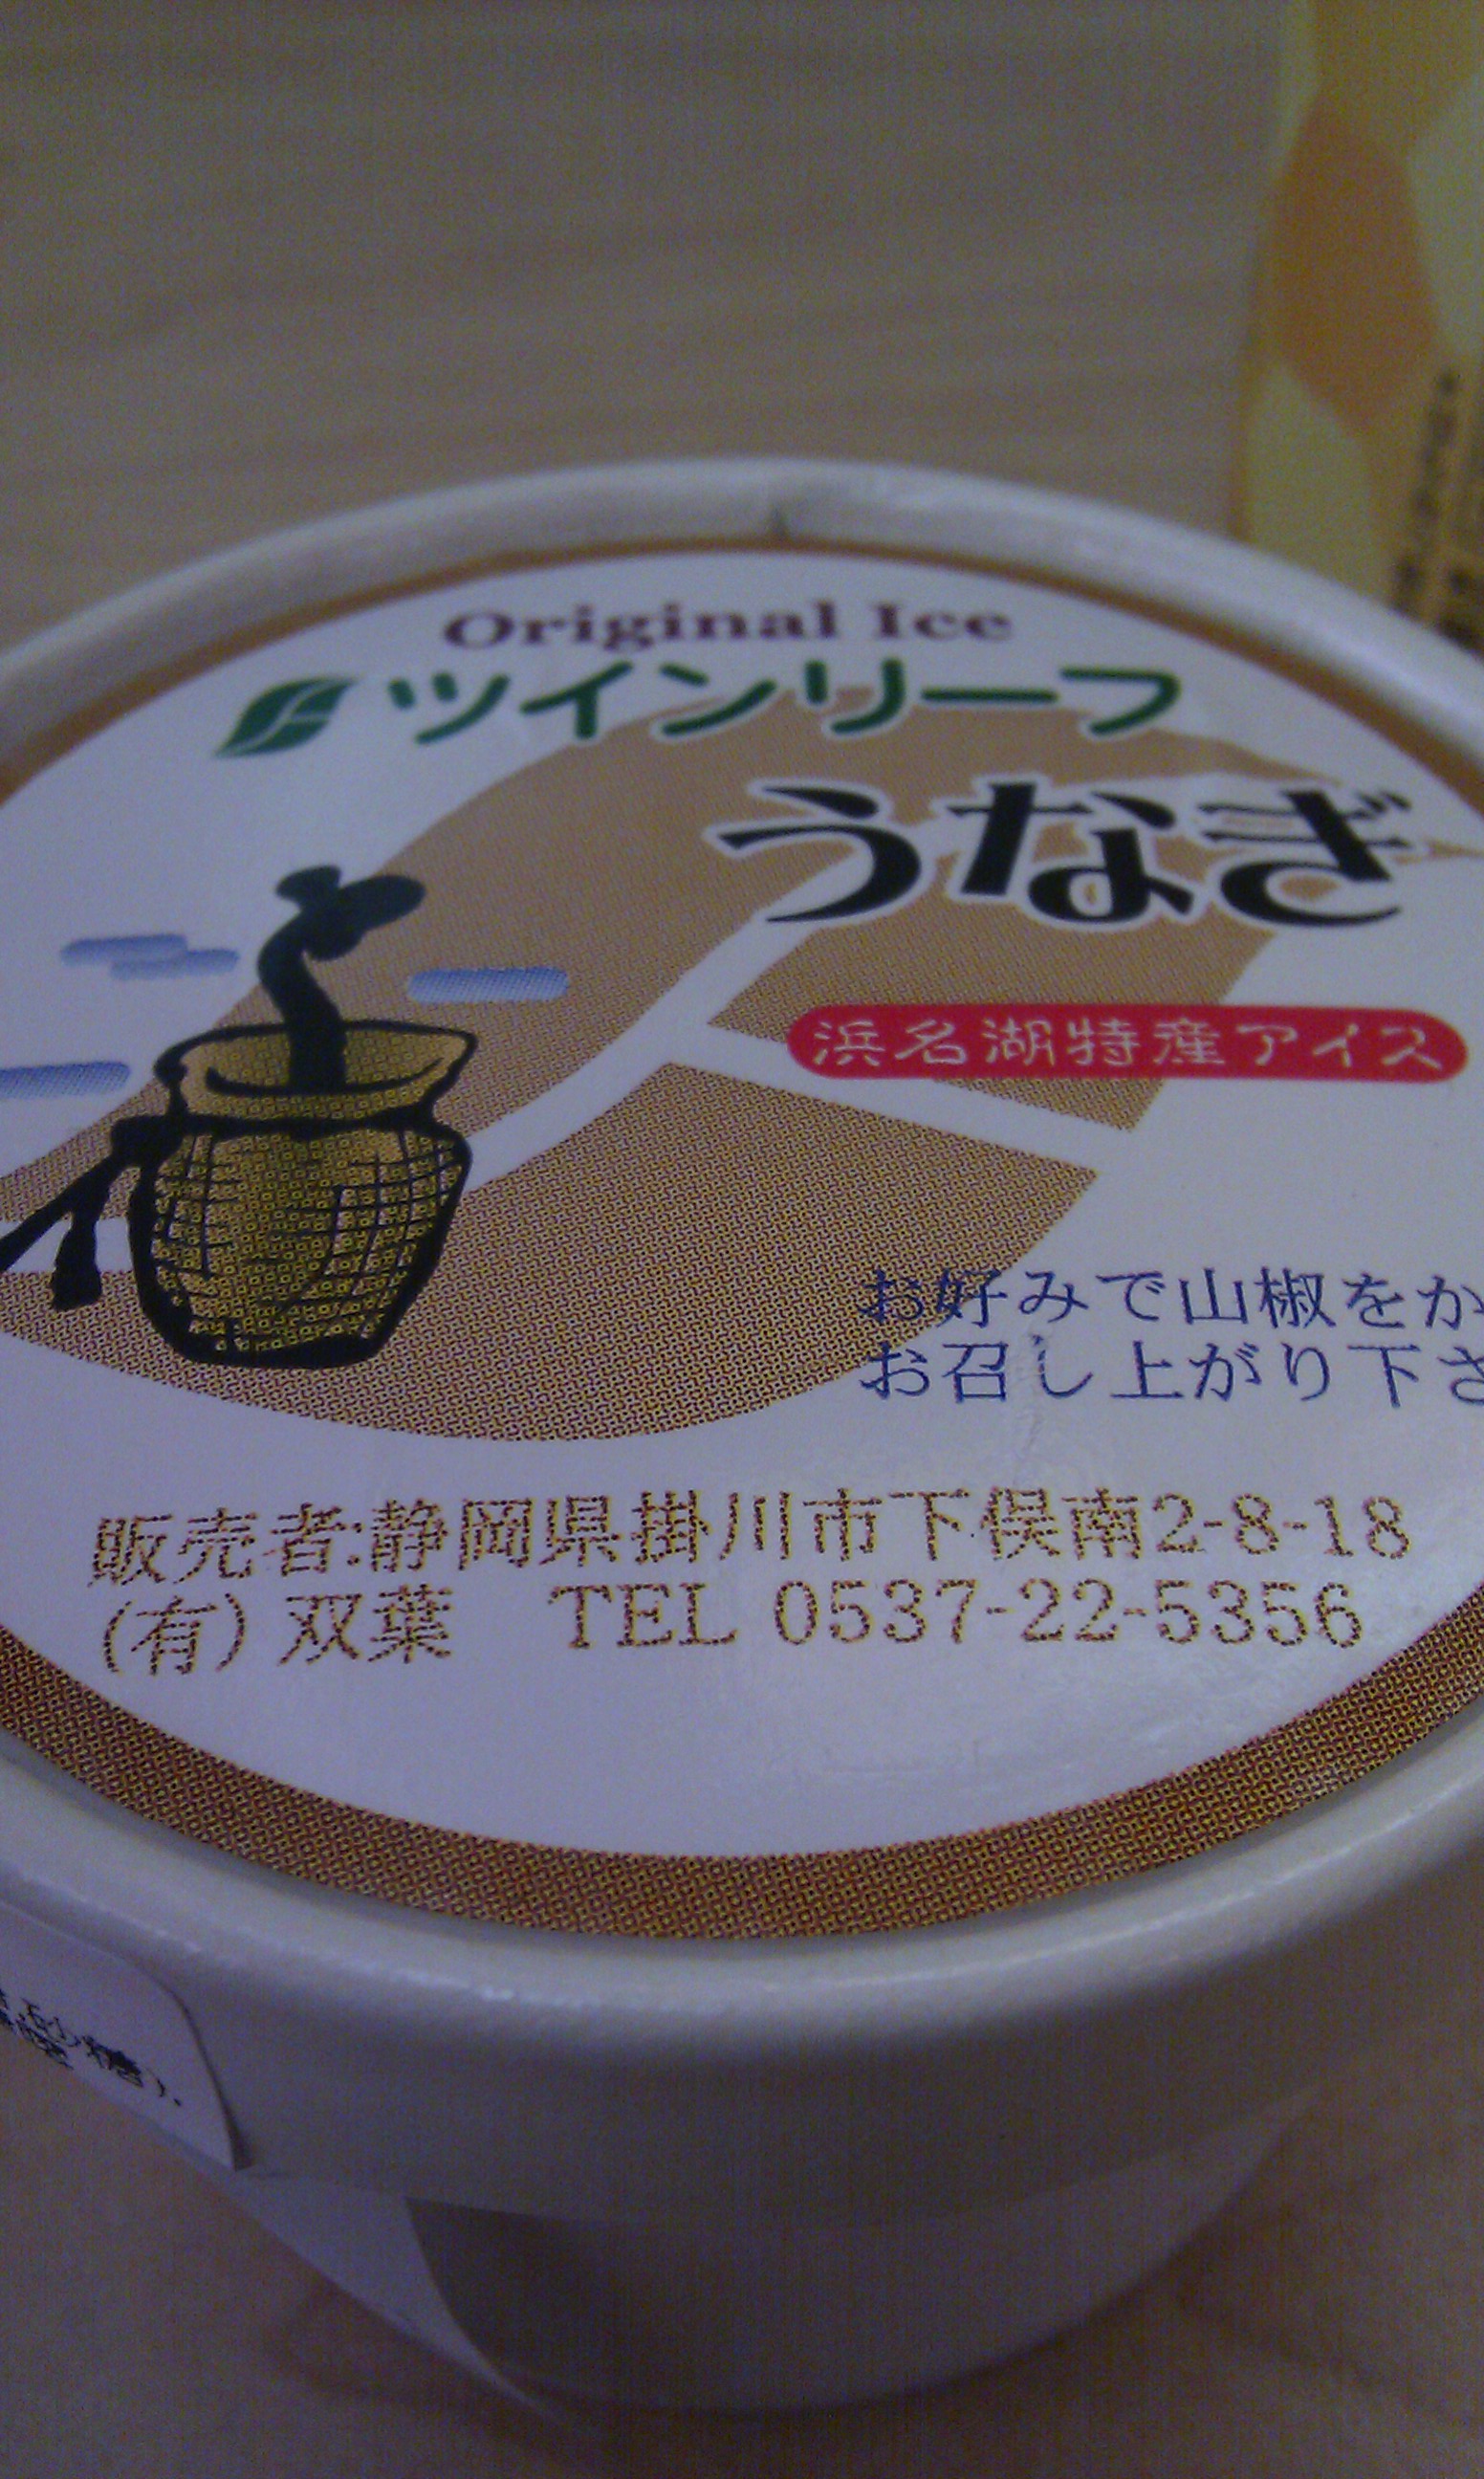 Original Ice
ツインリーフ
うなぎ
浜名湖特産アイス
お好みで山椒をか
お召し上がり下さ
販売者:静岡県掛川市下俣南2-8-18
(有) 双葉 TEL 0537-22-5356